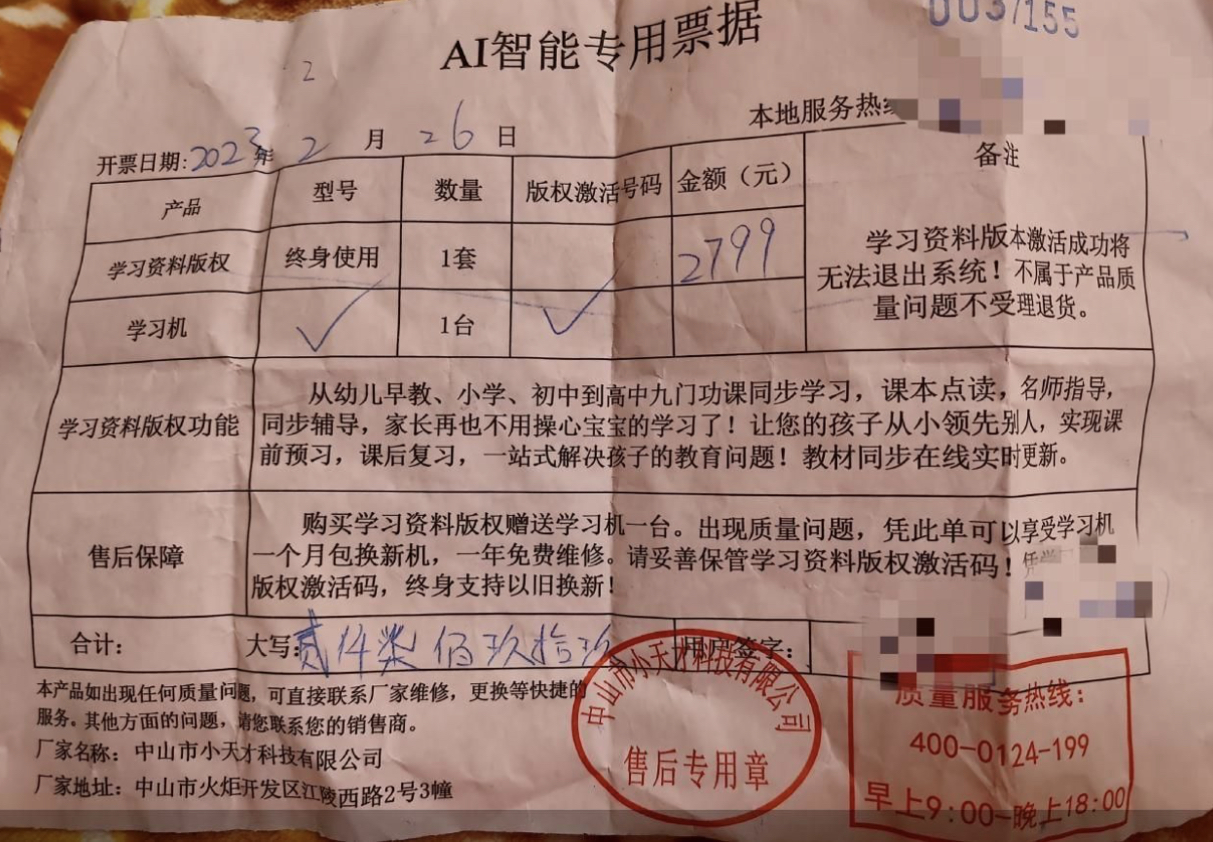 003/155
AI智能专用票据
2
本地服务热线
开票日期:2023年 2 月 26 日
产品 型号 数量 版权激活号码 金额（元） 备注
学习资料版权 终身使用 1套 2799
学习机 ✓ 1台 ✓
学习资料版本激活成功将
无法退出系统！不属于产品质
量问题不受理退货。
学习资料版权功能
从幼儿早教、小学、初中到高中九门功课同步学习，课本点读，名师指导，
同步辅导，家长再也不用操心宝宝的学习了！让您的孩子从小领先别人，实现课
前预习，课后复习，一站式解决孩子的教育问题！教材同步在线实时更新。
售后保障
购买学习资料版权赠送学习机一台。出现质量问题，凭此单可以享受学习机
一个月包换新机，一年免费维修。请妥善保管学习资料版权激活码！凭学
版权激活码，终身支持以旧换新！
合计： 大写:贰仟柒佰玖拾玖 用户签字：
本产品如出现任何质量问题，可直接联系厂家维修，更换等快捷的
服务。其他方面的问题，请您联系您的销售商。
厂家名称：中山市小天才科技有限公司
厂家地址：中山市火炬开发区江陵西路2号3幢
中山市小天才科技有限公司
售后专用章
质量服务热线：
400-0124-199
早上9:00-晚上18:00